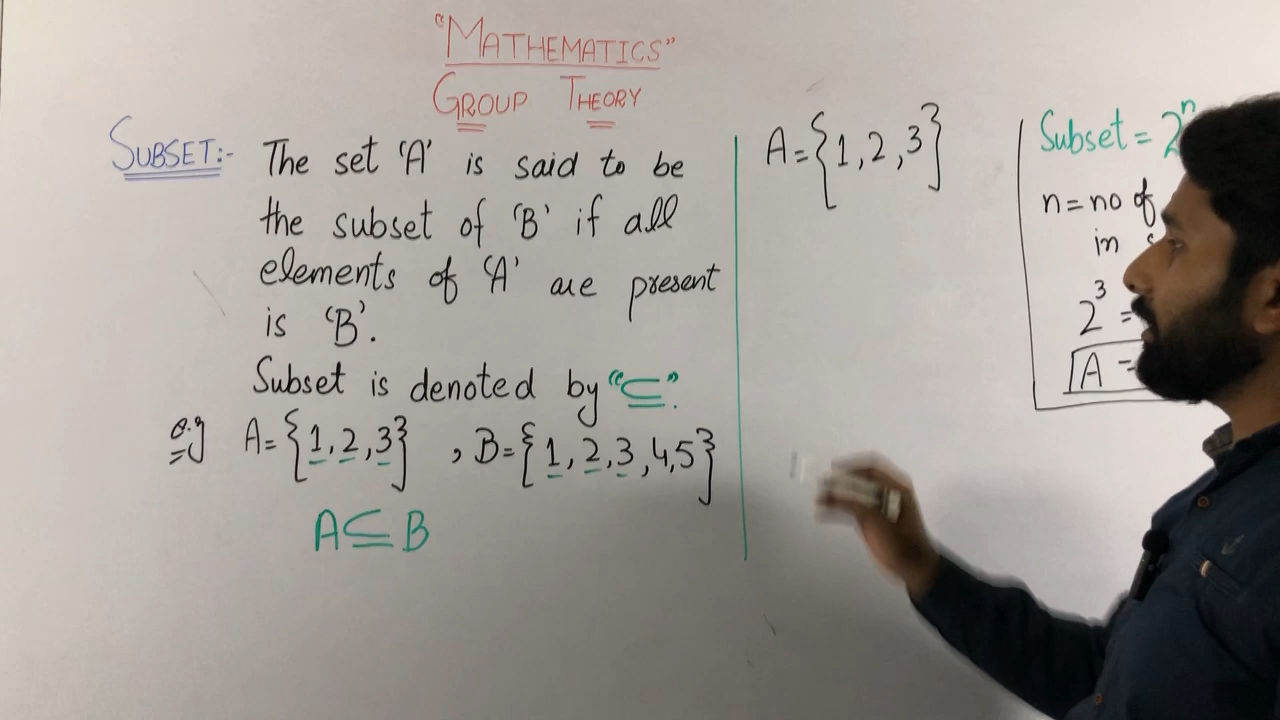 "MATHEMATICS"
GROUP THEORY
SUBSET:- The set 'A' is said to be
the subset of 'B' if all
elements of 'A' are present
is 'B'.
Subset is denoted by "⊆".
e.g A={1,2,3} , B={1,2,3,4,5}
A⊆B
A={1,2,3}
Subset = 2ⁿ
n=no of
in
2³ =
A =